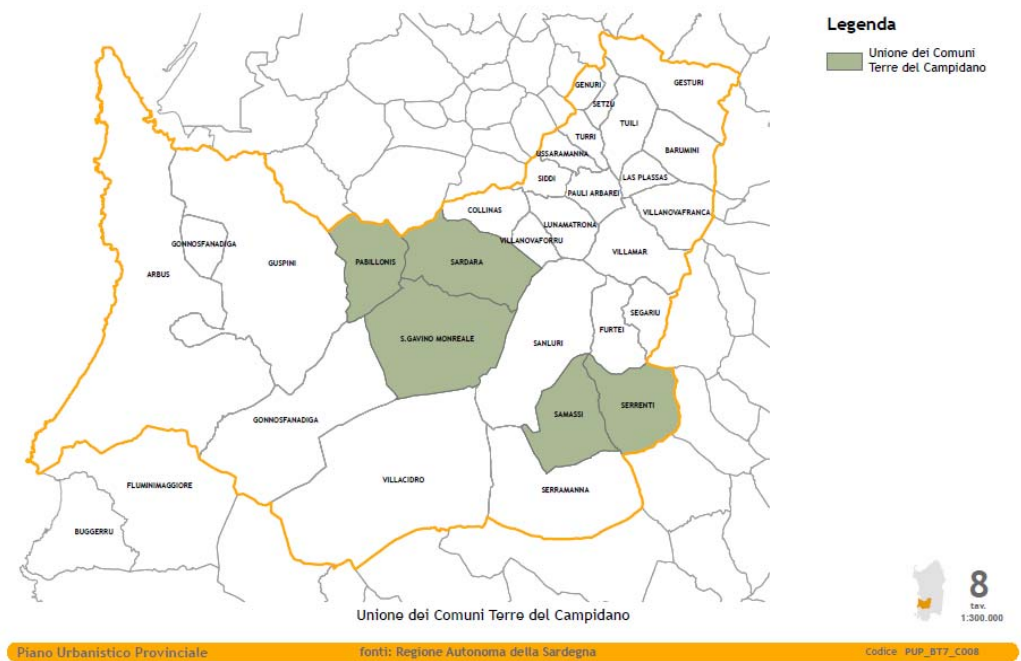 Legenda
Unione dei Comuni
Terre del Campidano
GENURI
GESTURI
SETZU
TUILI
TURRI
BARUMINI
USSARAMANNA
SIDDI
LAS PLASSAS
PAULI ARBAREI
COLLINAS
VILLANOVAFRANCA
LUNAMATRONA
GONNOSFANADIGA
VILLANOVAFORRU
VILLAMAR
PABILLONIS
SARDARA
GUSPINI
ARBUS
SEGARIU
FURTEI
S.GAVINO MONREALE
SANLURI
SERRENTI
SAMASSI
GONNOSFANADIGA
VILLACIDRO
FLUMINIMAGGIORE
SERRAMANNA
BUGGERRU
8
tav.
1:300.000
Unione dei Comuni Terre del Campidano
Piano Urbanistico Provinciale
fonti: Regione Autonoma della Sardegna
Codice PUP_BT7_C008